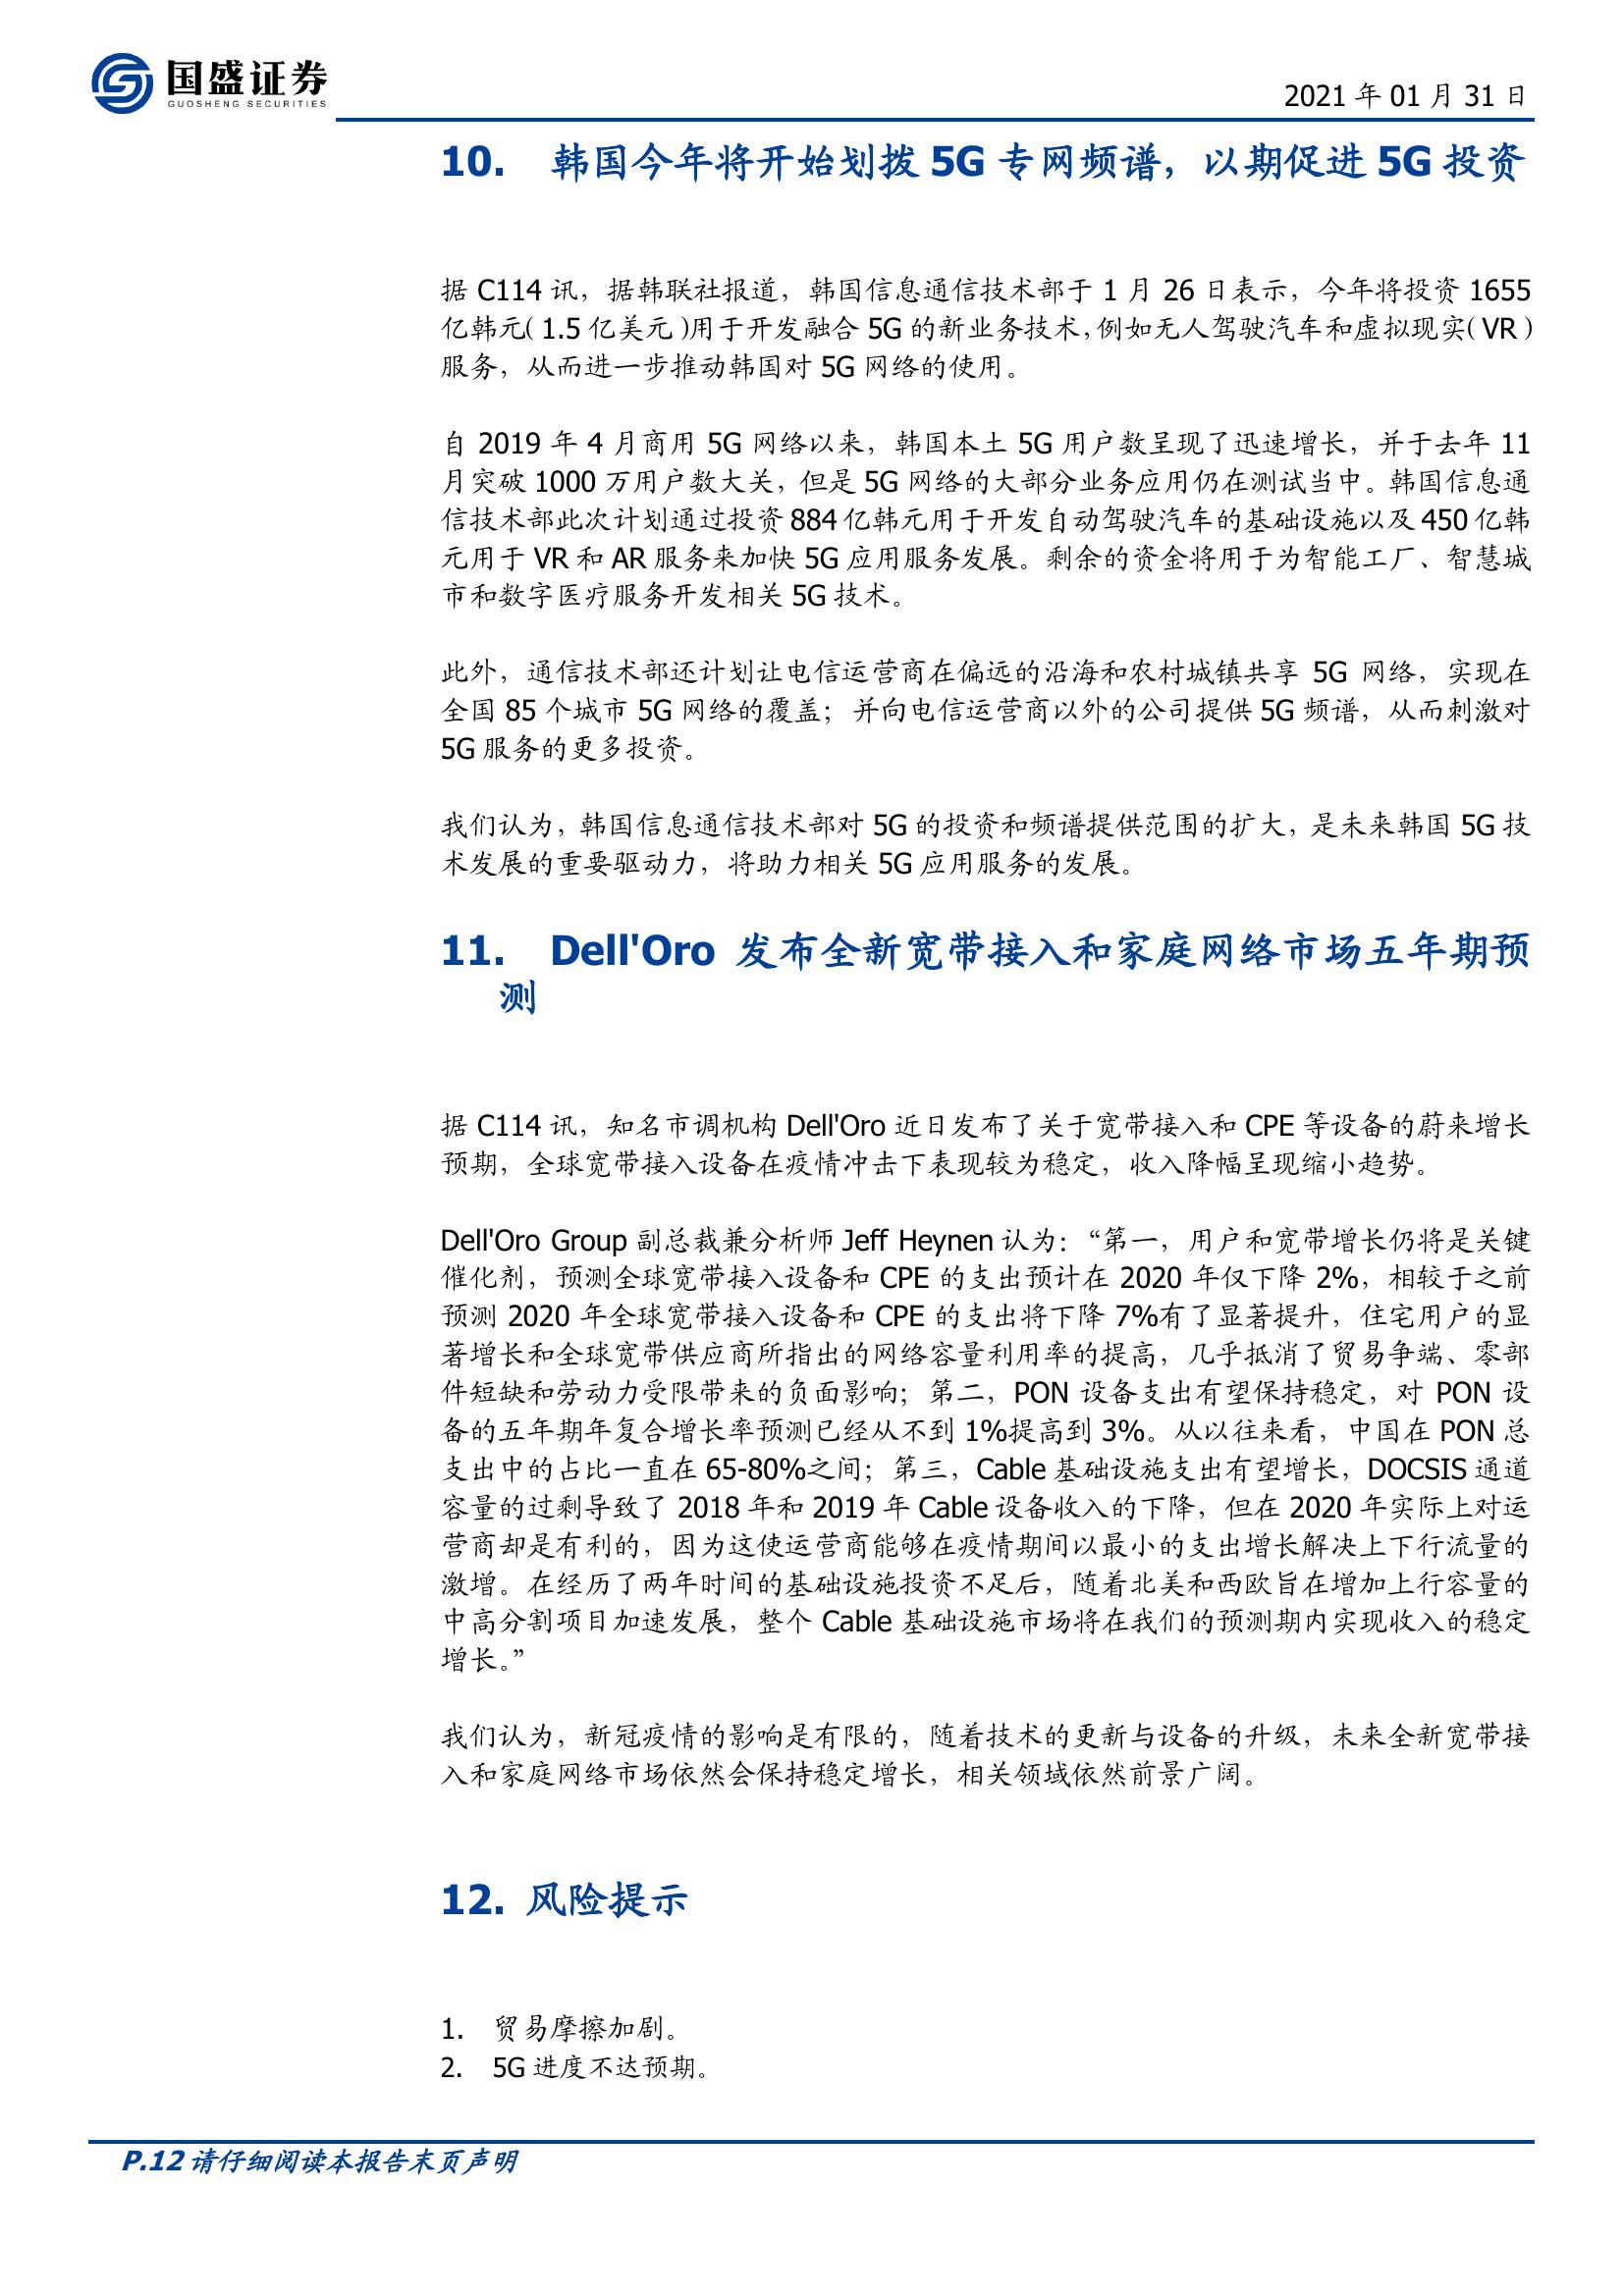 国盛证券
GUOSHENG SECURITIES
2021 年 01 月 31 日
10. 韩国今年将开始划拨 5G 专网频谱，以期促进 5G 投资
据 C114 讯，据韩联社报道，韩国信息通信技术部于 1 月 26 日表示，今年将投资 1655
亿韩元（1.5 亿美元）用于开发融合 5G 的新业务技术，例如无人驾驶汽车和虚拟现实（VR）
服务，从而进一步推动韩国对 5G 网络的使用。
自 2019 年 4 月商用 5G 网络以来，韩国本土 5G 用户数呈现了迅速增长，并于去年 11
月突破 1000 万用户数大关，但是 5G 网络的大部分业务应用仍在测试当中。韩国信息通
信技术部此次计划通过投资 884 亿韩元用于开发自动驾驶汽车的基础设施以及 450 亿韩
元用于 VR 和 AR 服务来加快 5G 应用服务发展。剩余的资金将用于为智能工厂、智慧城
市和数字医疗服务开发相关 5G 技术。
此外，通信技术部还计划让电信运营商在偏远的沿海和农村城镇共享 5G 网络，实现在
全国 85 个城市 5G 网络的覆盖；并向电信运营商以外的公司提供 5G 频谱，从而刺激对
5G 服务的更多投资。
我们认为，韩国信息通信技术部对 5G 的投资和频谱提供范围的扩大，是未来韩国 5G 技
术发展的重要驱动力，将助力相关 5G 应用服务的发展。
11. Dell'Oro 发布全新宽带接入和家庭网络市场五年期预
测
据 C114 讯，知名市调机构 Dell'Oro 近日发布了关于宽带接入和 CPE 等设备的蔚来增长
预期，全球宽带接入设备在疫情冲击下表现较为稳定，收入降幅呈现缩小趋势。
Dell'Oro Group 副总裁兼分析师 Jeff Heynen 认为：“第一，用户和宽带增长仍将是关键
催化剂，预测全球宽带接入设备和 CPE 的支出预计在 2020 年仅下降 2%，相较于之前
预测 2020 年全球宽带接入设备和 CPE 的支出将下降 7%有了显著提升，住宅用户的显
著增长和全球宽带供应商所指出的网络容量利用率的提高，几乎抵消了贸易争端、零部
件短缺和劳动力受限带来的负面影响；第二，PON 设备支出有望保持稳定，对 PON 设
备的五年期年复合增长率预测已经从不到 1%提高到 3%。从以往来看，中国在 PON 总
支出中的占比一直在 65-80%之间；第三，Cable 基础设施支出有望增长，DOCSIS 通道
容量的过剩导致了 2018 年和 2019 年 Cable 设备收入的下降，但在 2020 年实际上对运
营商却是有利的，因为这使运营商能够在疫情期间以最小的支出增长解决上下行流量的
激增。在经历了两年时间的基础设施投资不足后，随着北美和西欧旨在增加上行容量的
中高分割项目加速发展，整个 Cable 基础设施市场将在我们的预测期内实现收入的稳定
增长。”
我们认为，新冠疫情的影响是有限的，随着技术的更新与设备的升级，未来全新宽带接
入和家庭网络市场依然会保持稳定增长，相关领域依然前景广阔。
12. 风险提示
1. 贸易摩擦加剧。
2. 5G 进度不达预期。
P.12 请仔细阅读本报告末页声明